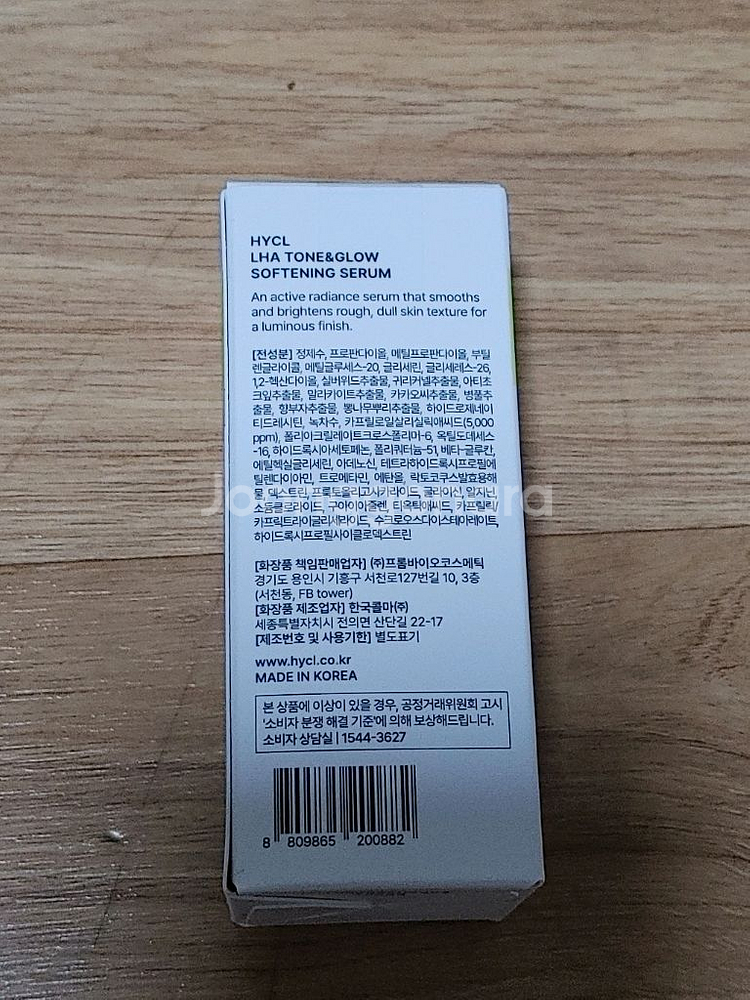 HYCL
LHA TONE&GLOW
SOFTENING SERUM
An active radiance serum that smooths
and brightens rough, dull skin texture for
a luminous finish.
[전성분] 정제수, 프로판다이올, 메틸프로판다이올, 부틸
렌글라이콜, 메틸글루세스-20, 글리세린, 글리세레스-26,
1,2-헥산다이올, 실버위드추출물, 귀리커넬추출물, 아티초
크잎추출물, 말라카이트추출물, 카카오씨추출물, 병풀추
출물, 향부자추출물, 뽕나무뿌리추출물, 하이드로제네이
티드레시틴, 녹차수, 카프릴로일살리실릭애씨드(5,000
ppm), 폴리아크릴레이트크로스폴리머-6, 옥틸도데세스
-16, 하이드록시아세토페논, 폴리쿼터늄-51, 베타-글루칸,
에틸헥실글리세린, 아데노신, 테트라하이드록시프로필에
틸렌다이아민, 트로메타민, 에탄올, 락토코쿠스발효용해
물, 덱스트린, 프룩토올리고사카라이드, 글라이신, 알지닌,
소듐클로라이드, 구아이아줄렌, 티옥틱애씨드, 카프릴릭/
카프릭트라이글리세라이드, 수크로오스다이스테아레이트,
하이드록시프로필사이클로덱스트린
[화장품 책임판매업자] (주)프롬바이오코스메틱
경기도 용인시 기흥구 서천로127번길 10, 3층
(서천동, FB tower)
[화장품 제조업자] 한국콜마(주)
세종특별자치시 전의면 산단길 22-17
[제조번호 및 사용기한] 별도표기
www.hycl.co.kr
MADE IN KOREA
본 상품에 이상이 있을 경우, 공정거래위원회 고시
'소비자 분쟁 해결 기준'에 의해 보상해드립니다.
소비자 상담실 | 1544-3627
8 809865 200882